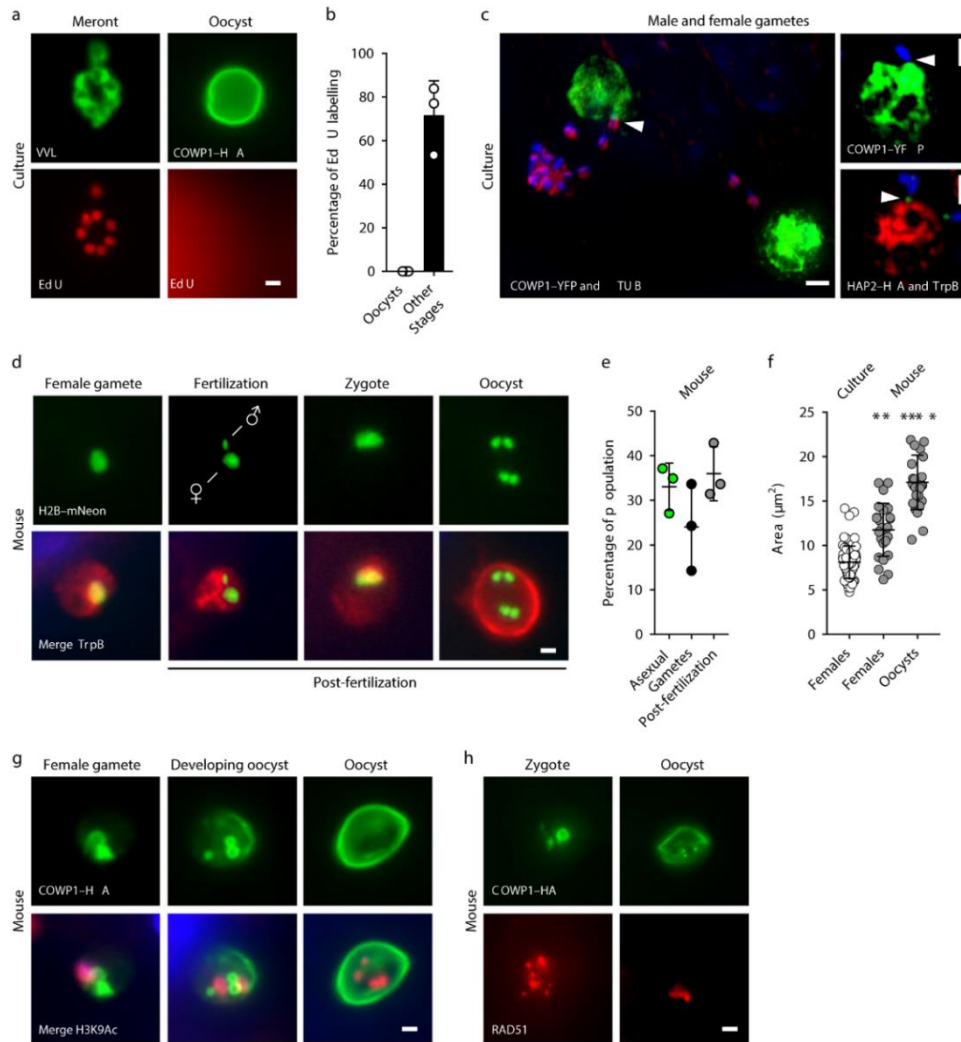 a
Meront
Oocyst
Culture
VVL
COWP1–H A
Ed U
Ed U
b
Percentage of Ed U labelling
100
80
60
40
20
0
Oocysts
Other
Stages
c
Male and female gametes
Culture
COWP1–YFP and TU B
COWP1–YF P
HAP2–H A and TrpB
d
Female gamete
Fertilization
Zygote
Oocyst
Mouse
♂
♀
H2B–mNeon
Merge TrpB
Post-fertilization
e
Mouse
Percentage of p opulation
50
40
30
20
10
0
Asexual
Gametes
Post-fertilization
f
Culture
Mouse
** *** *
Area (µm²)
25
20
15
10
5
0
Females
Females
Oocysts
g
Female gamete
Developing oocyst
Oocyst
Mouse
COWP1–H A
Merge H3K9Ac
h
Zygote
Oocyst
Mouse
C OWP1–HA
RAD51